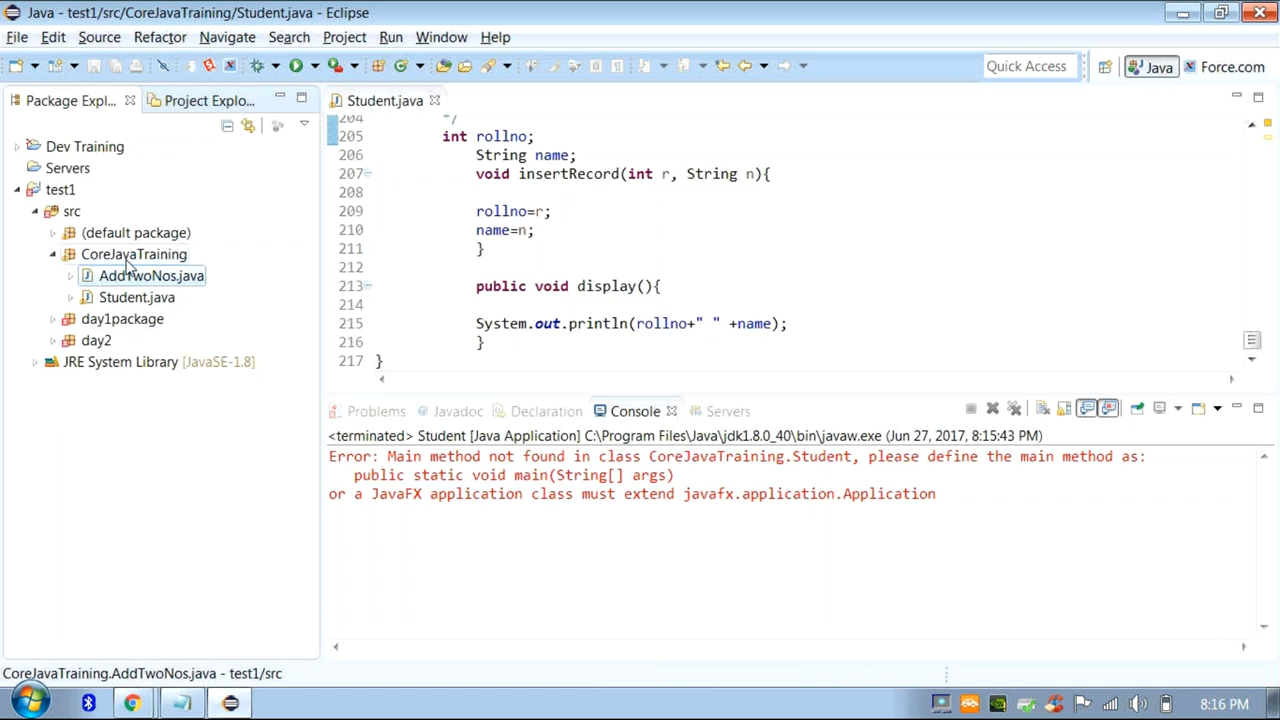 Java - test1/src/CoreJavaTraining/Student.java - Eclipse
File Edit Source Refactor Navigate Search Project Run Window Help
Quick Access Java Force.com
Package Expl... Project Explo... Student.java
Dev Training
Servers
test1
src
(default package)
CoreJavaTraining
AddTwoNos.java
Student.java
day1package
day2
JRE System Library [JavaSE-1.8]
204 */
205 int rollno;
206 String name;
207 void insertRecord(int r, String n){
208
209 rollno=r;
210 name=n;
211 }
212
213 public void display(){
214
215 System.out.println(rollno+" " +name);
216 }
217 }
Problems @ Javadoc Declaration Console Servers
<terminated> Student [Java Application] C:\Program Files\Java\jdk1.8.0_40\bin\javaw.exe (Jun 27, 2017, 8:15:43 PM)
Error: Main method not found in class CoreJavaTraining.Student, please define the main method as:
public static void main(String[] args)
or a JavaFX application class must extend javafx.application.Application
CoreJavaTraining.AddTwoNos.java - test1/src
8:16 PM